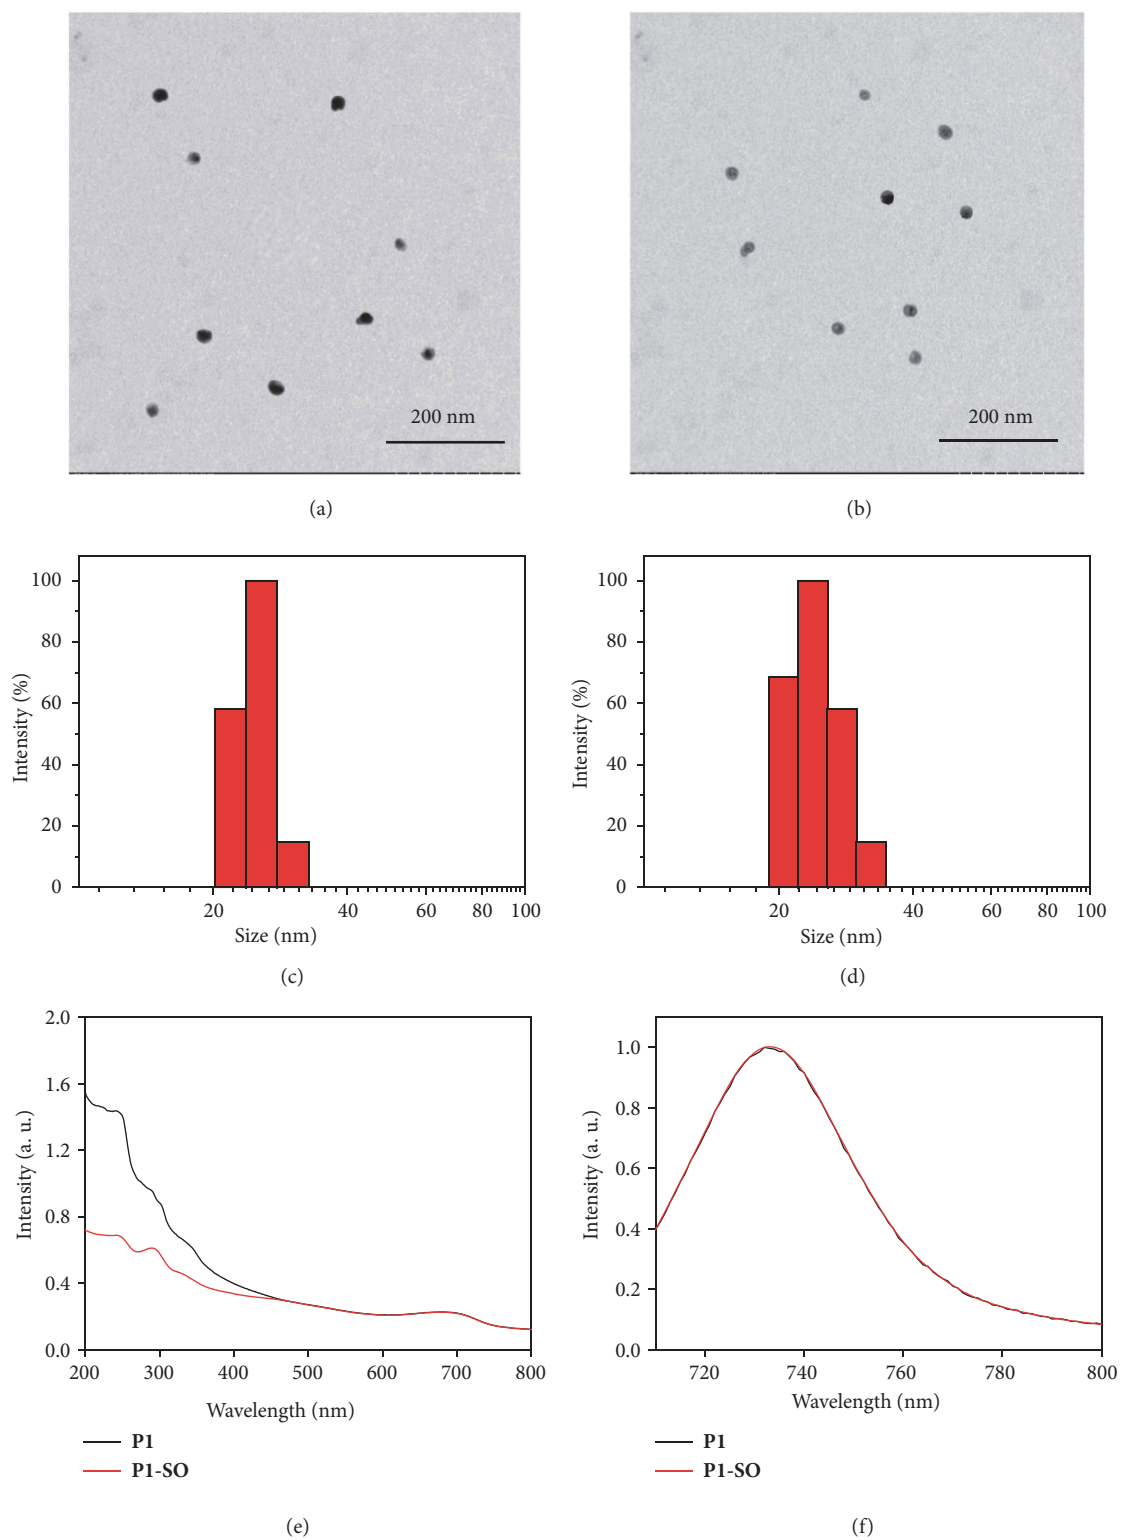 200 nm
200 nm
(a)
(b)
100
80
60
40
20
0
Intensity (%)
20 40 60 80 100
Size (nm)
(c)
100
80
60
40
20
0
Intensity (%)
20 40 60 80 100
Size (nm)
(d)
2.0
1.6
1.2
0.8
0.4
0.0
Intensity (a. u.)
200 300 400 500 600 700 800
Wavelength (nm)
P1
P1-SO
(e)
1.0
0.8
0.6
0.4
0.2
0.0
Intensity (a. u.)
720 740 760 780 800
Wavelength (nm)
P1
P1-SO
(f)